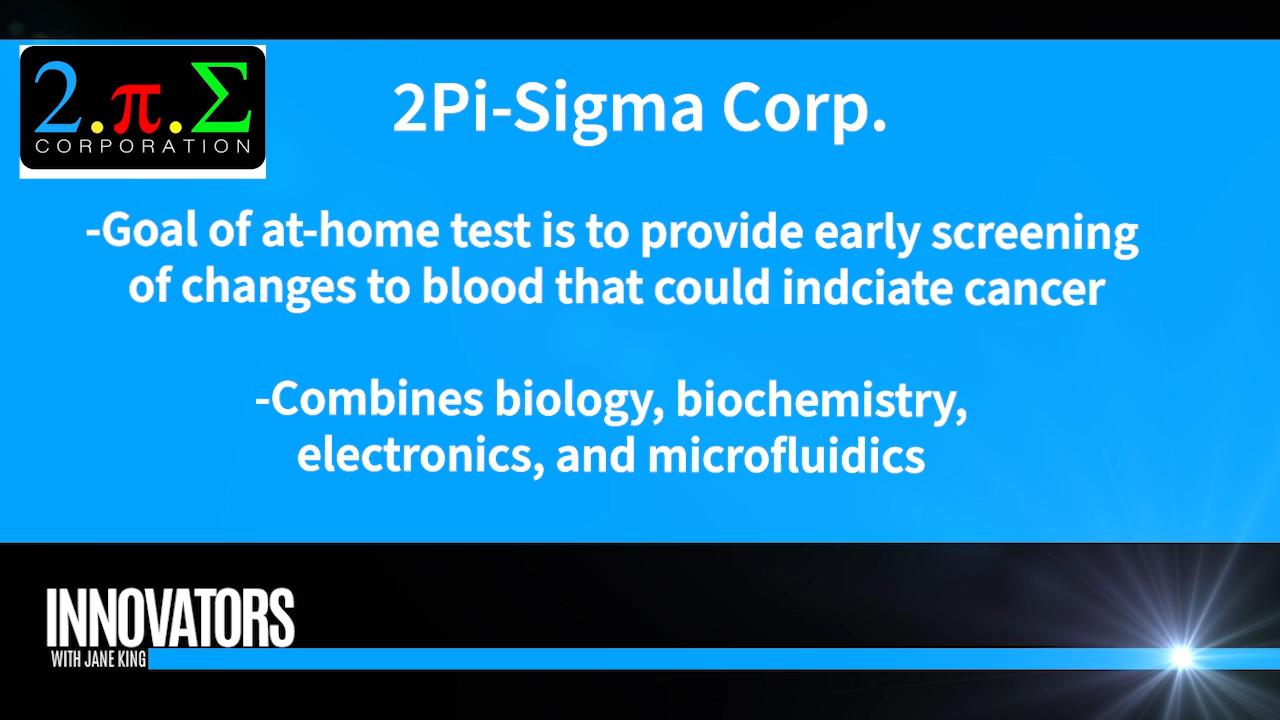 2.π.Σ
CORPORATION
2Pi-Sigma Corp.
-Goal of at-home test is to provide early screening
of changes to blood that could indciate cancer
-Combines biology, biochemistry,
electronics, and microfluidics
INNOVATORS
WITH JANE KING